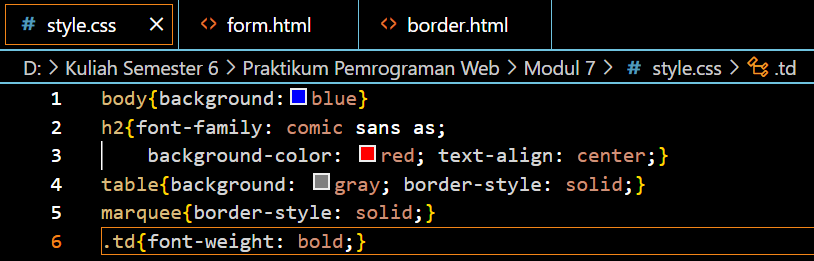 # style.css × <> form.html <> border.html
D: > Kuliah Semester 6 > Praktikum Pemrograman Web > Modul 7 > # style.css > .td
1 body{background: blue}
2 h2{font-family: comic sans as;
3 background-color: red; text-align: center;}
4 table{background: gray; border-style: solid;}
5 marquee{border-style: solid;}
6 .td{font-weight: bold;}